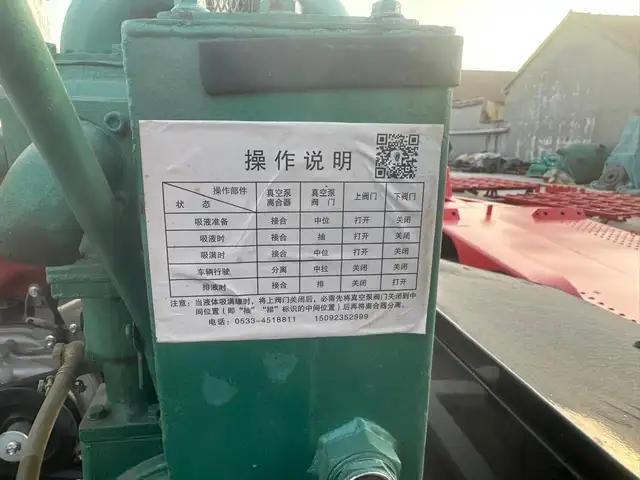 操作说明
操作部件 真空泵离合器 真空泵阀门 上阀门 下阀门
状态
吸液准备 接合 中位 打开 关闭
吸液时 接合 抽 打开 关闭
吸满时 接合 中位 关闭 关闭
车辆行驶 分离 中拉 关闭 关闭
排液时 接合 排 关闭 打开
注意：当液体吸满罐时，将上阀门关闭后，必需先将真空泵阀门关闭到中
间位置（即“抽”“排”标识的中间位置）后再将离合器分离。
电话：0533-4518811 15092352999